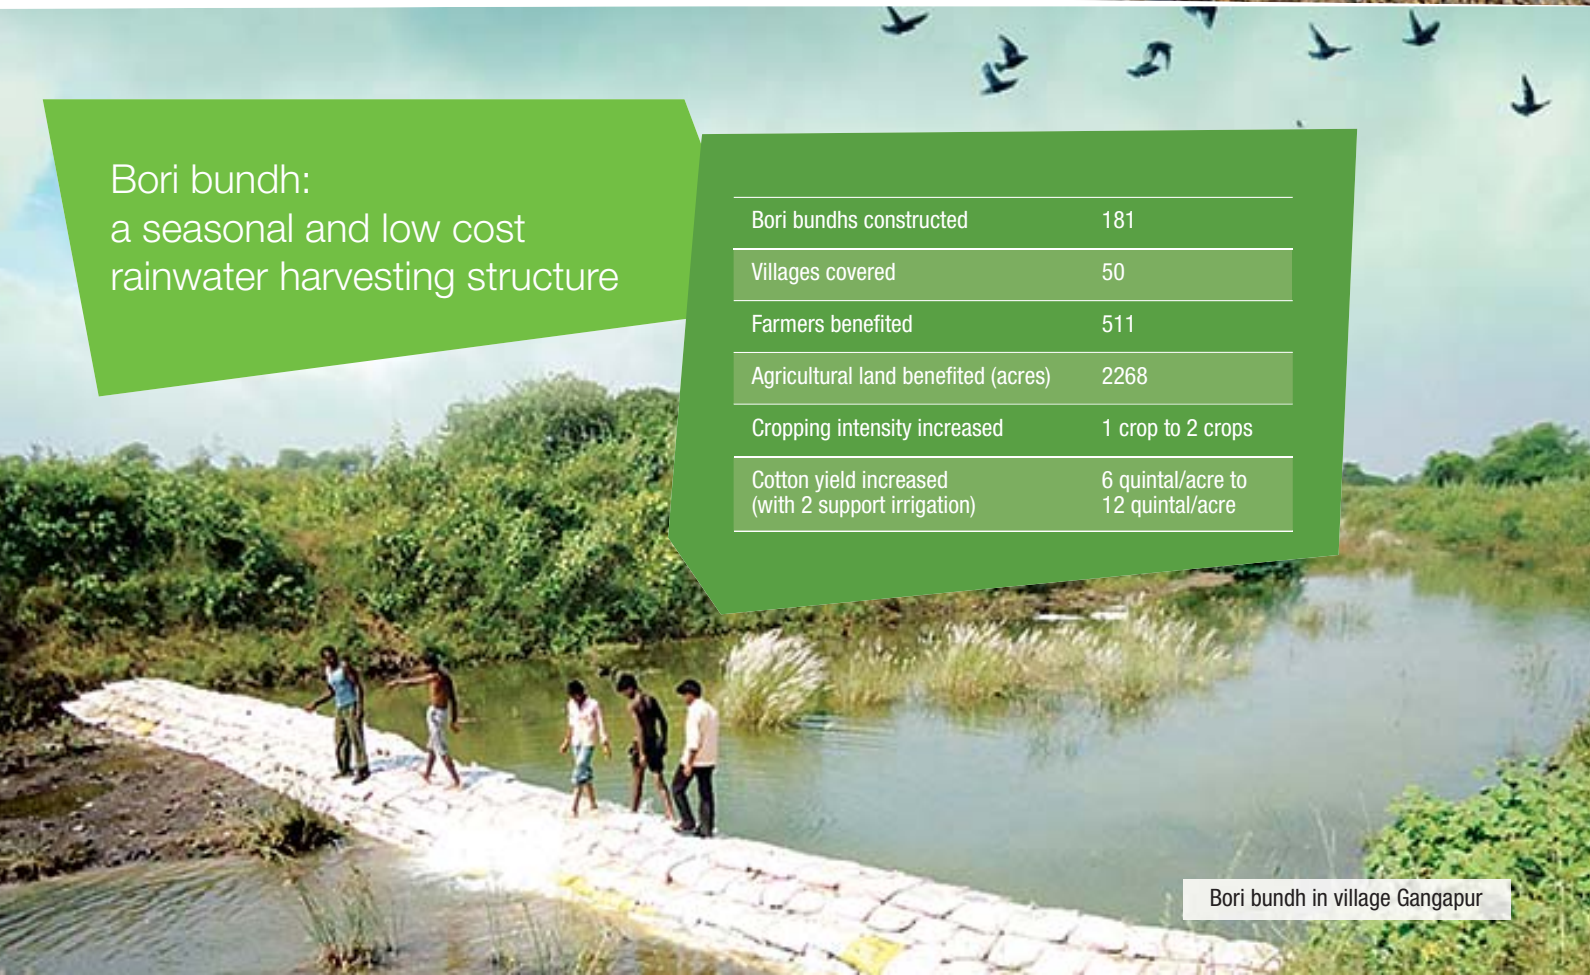 Bori bundh:
a seasonal and low cost
rainwater harvesting structure
Bori bundhs constructed 181
Villages covered 50
Farmers benefited 511
Agricultural land benefited (acres) 2268
Cropping intensity increased 1 crop to 2 crops
Cotton yield increased 6 quintal/acre to
(with 2 support irrigation) 12 quintal/acre
Bori bundh in village Gangapur